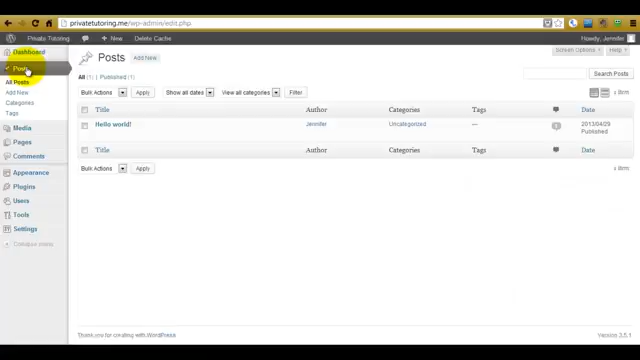 privatetutoring.me/wp-admin/edit.php
Private Tutoring + New Delete Cache Howdy, Jennifer
Dashboard
Posts
All Posts
Add New
Categories
Tags
Media
Pages
Comments
Appearance
Plugins
Users
Tools
Settings
Collapse menu
Screen Options Help
Posts Add New
All (1) | Published (1)
Search Posts
Bulk Actions Apply Show all dates View all categories Filter
1 item
Title Author Categories Tags Date
Hello world! Jennifer Uncategorized — 2013/04/29
Published
Title Author Categories Tags Date
Bulk Actions Apply
1 item
Thank you for creating with WordPress
Version 3.5.1